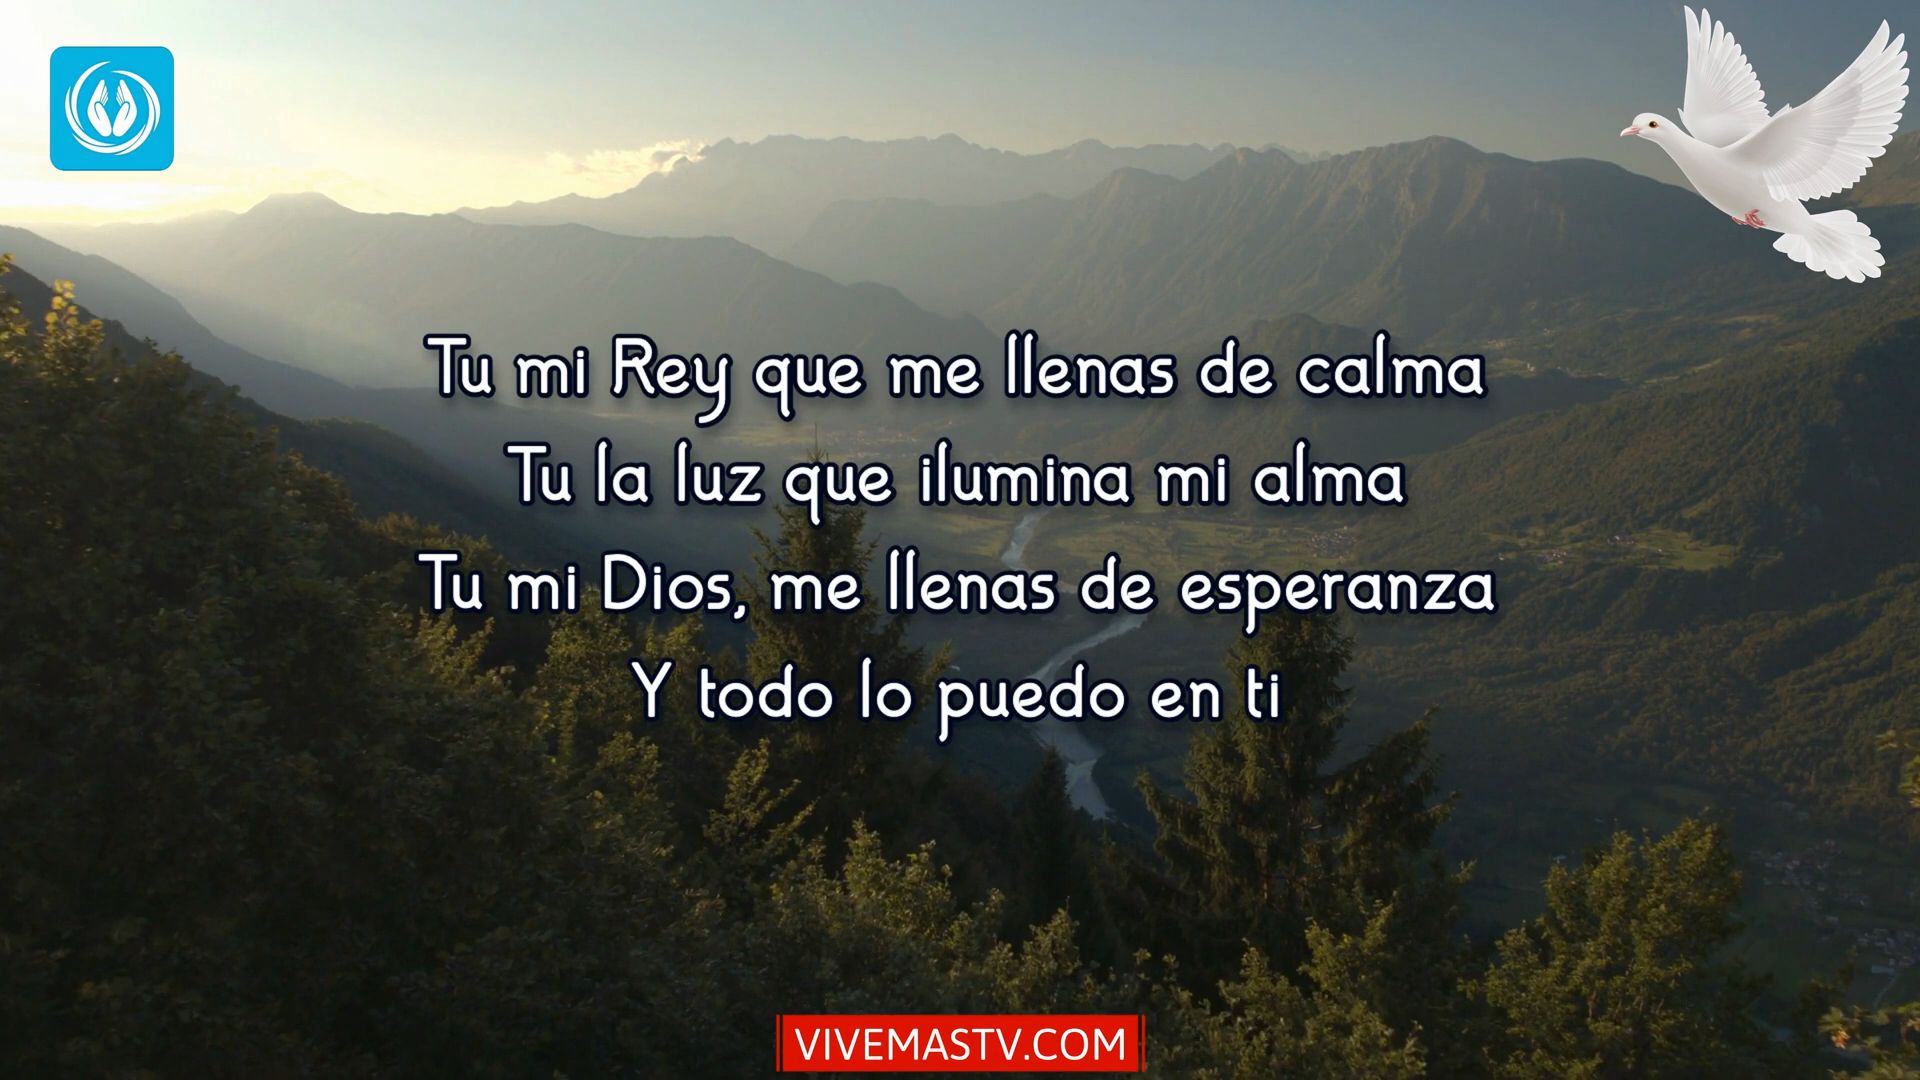 Tu mi Rey que me llenas de calma
Tu la luz que ilumina mi alma
Tu mi Dios, me llenas de esperanza
Y todo lo puedo en ti
VIVEMASTV.COM